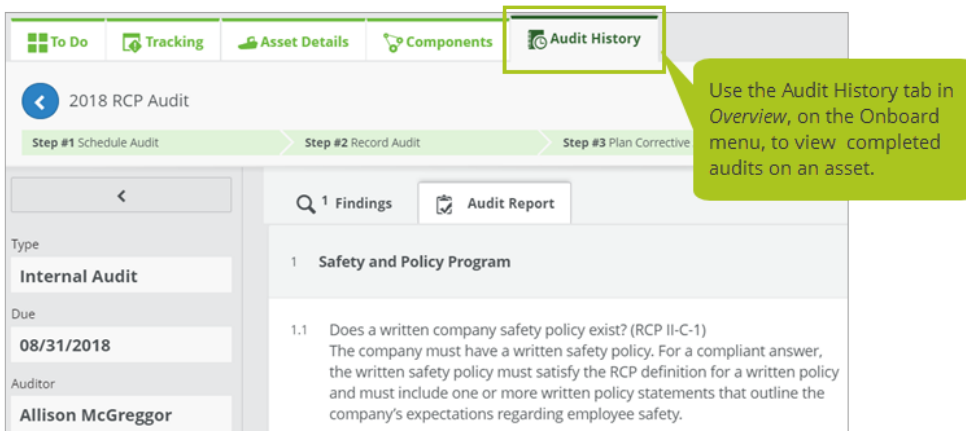 To Do Tracking Asset Details Components Audit History
2018 RCP Audit
Step #1 Schedule Audit Step #2 Record Audit Step #3 Plan Corrective
Use the Audit History tab in
Overview, on the Onboard
menu, to view completed
audits on an asset.
1 Findings Audit Report
Type
Internal Audit
Due
08/31/2018
Auditor
Allison McGreggor
1 Safety and Policy Program
1.1 Does a written company safety policy exist? (RCP II-C-1)
The company must have a written safety policy. For a compliant answer,
the written safety policy must satisfy the RCP definition for a written policy
and must include one or more written policy statements that outline the
company's expectations regarding employee safety.